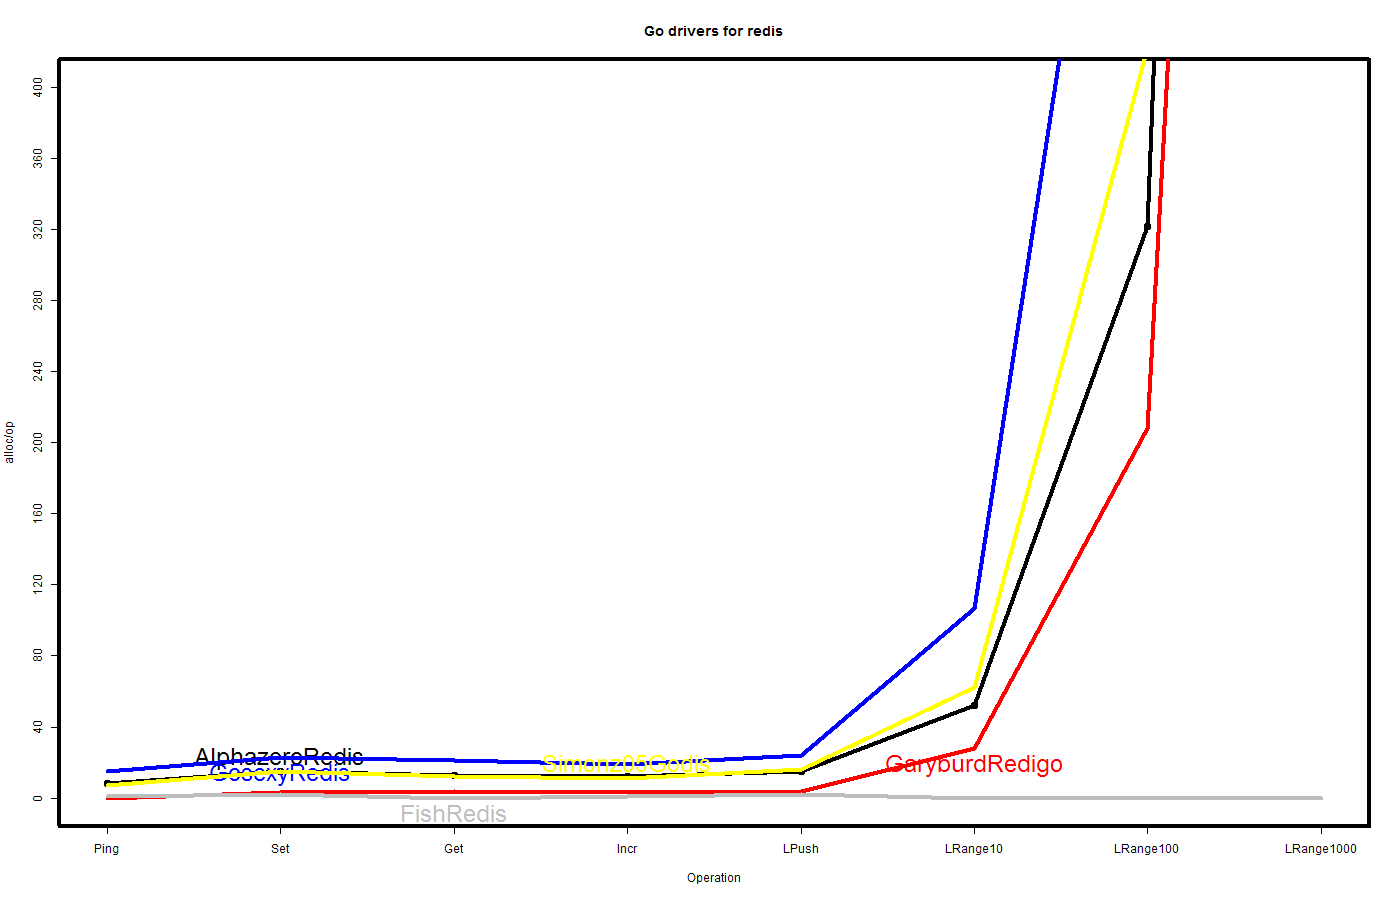 Go drivers for redis
400
360
320
280
240
200
160
120
80
40
0
alloc/op
AlphazeroRedis
GosexyRedis
Simonz05Godis
GaryburdRedigo
FishRedis
Ping Set Get Incr LPush LRange10 LRange100 LRange1000
Operation